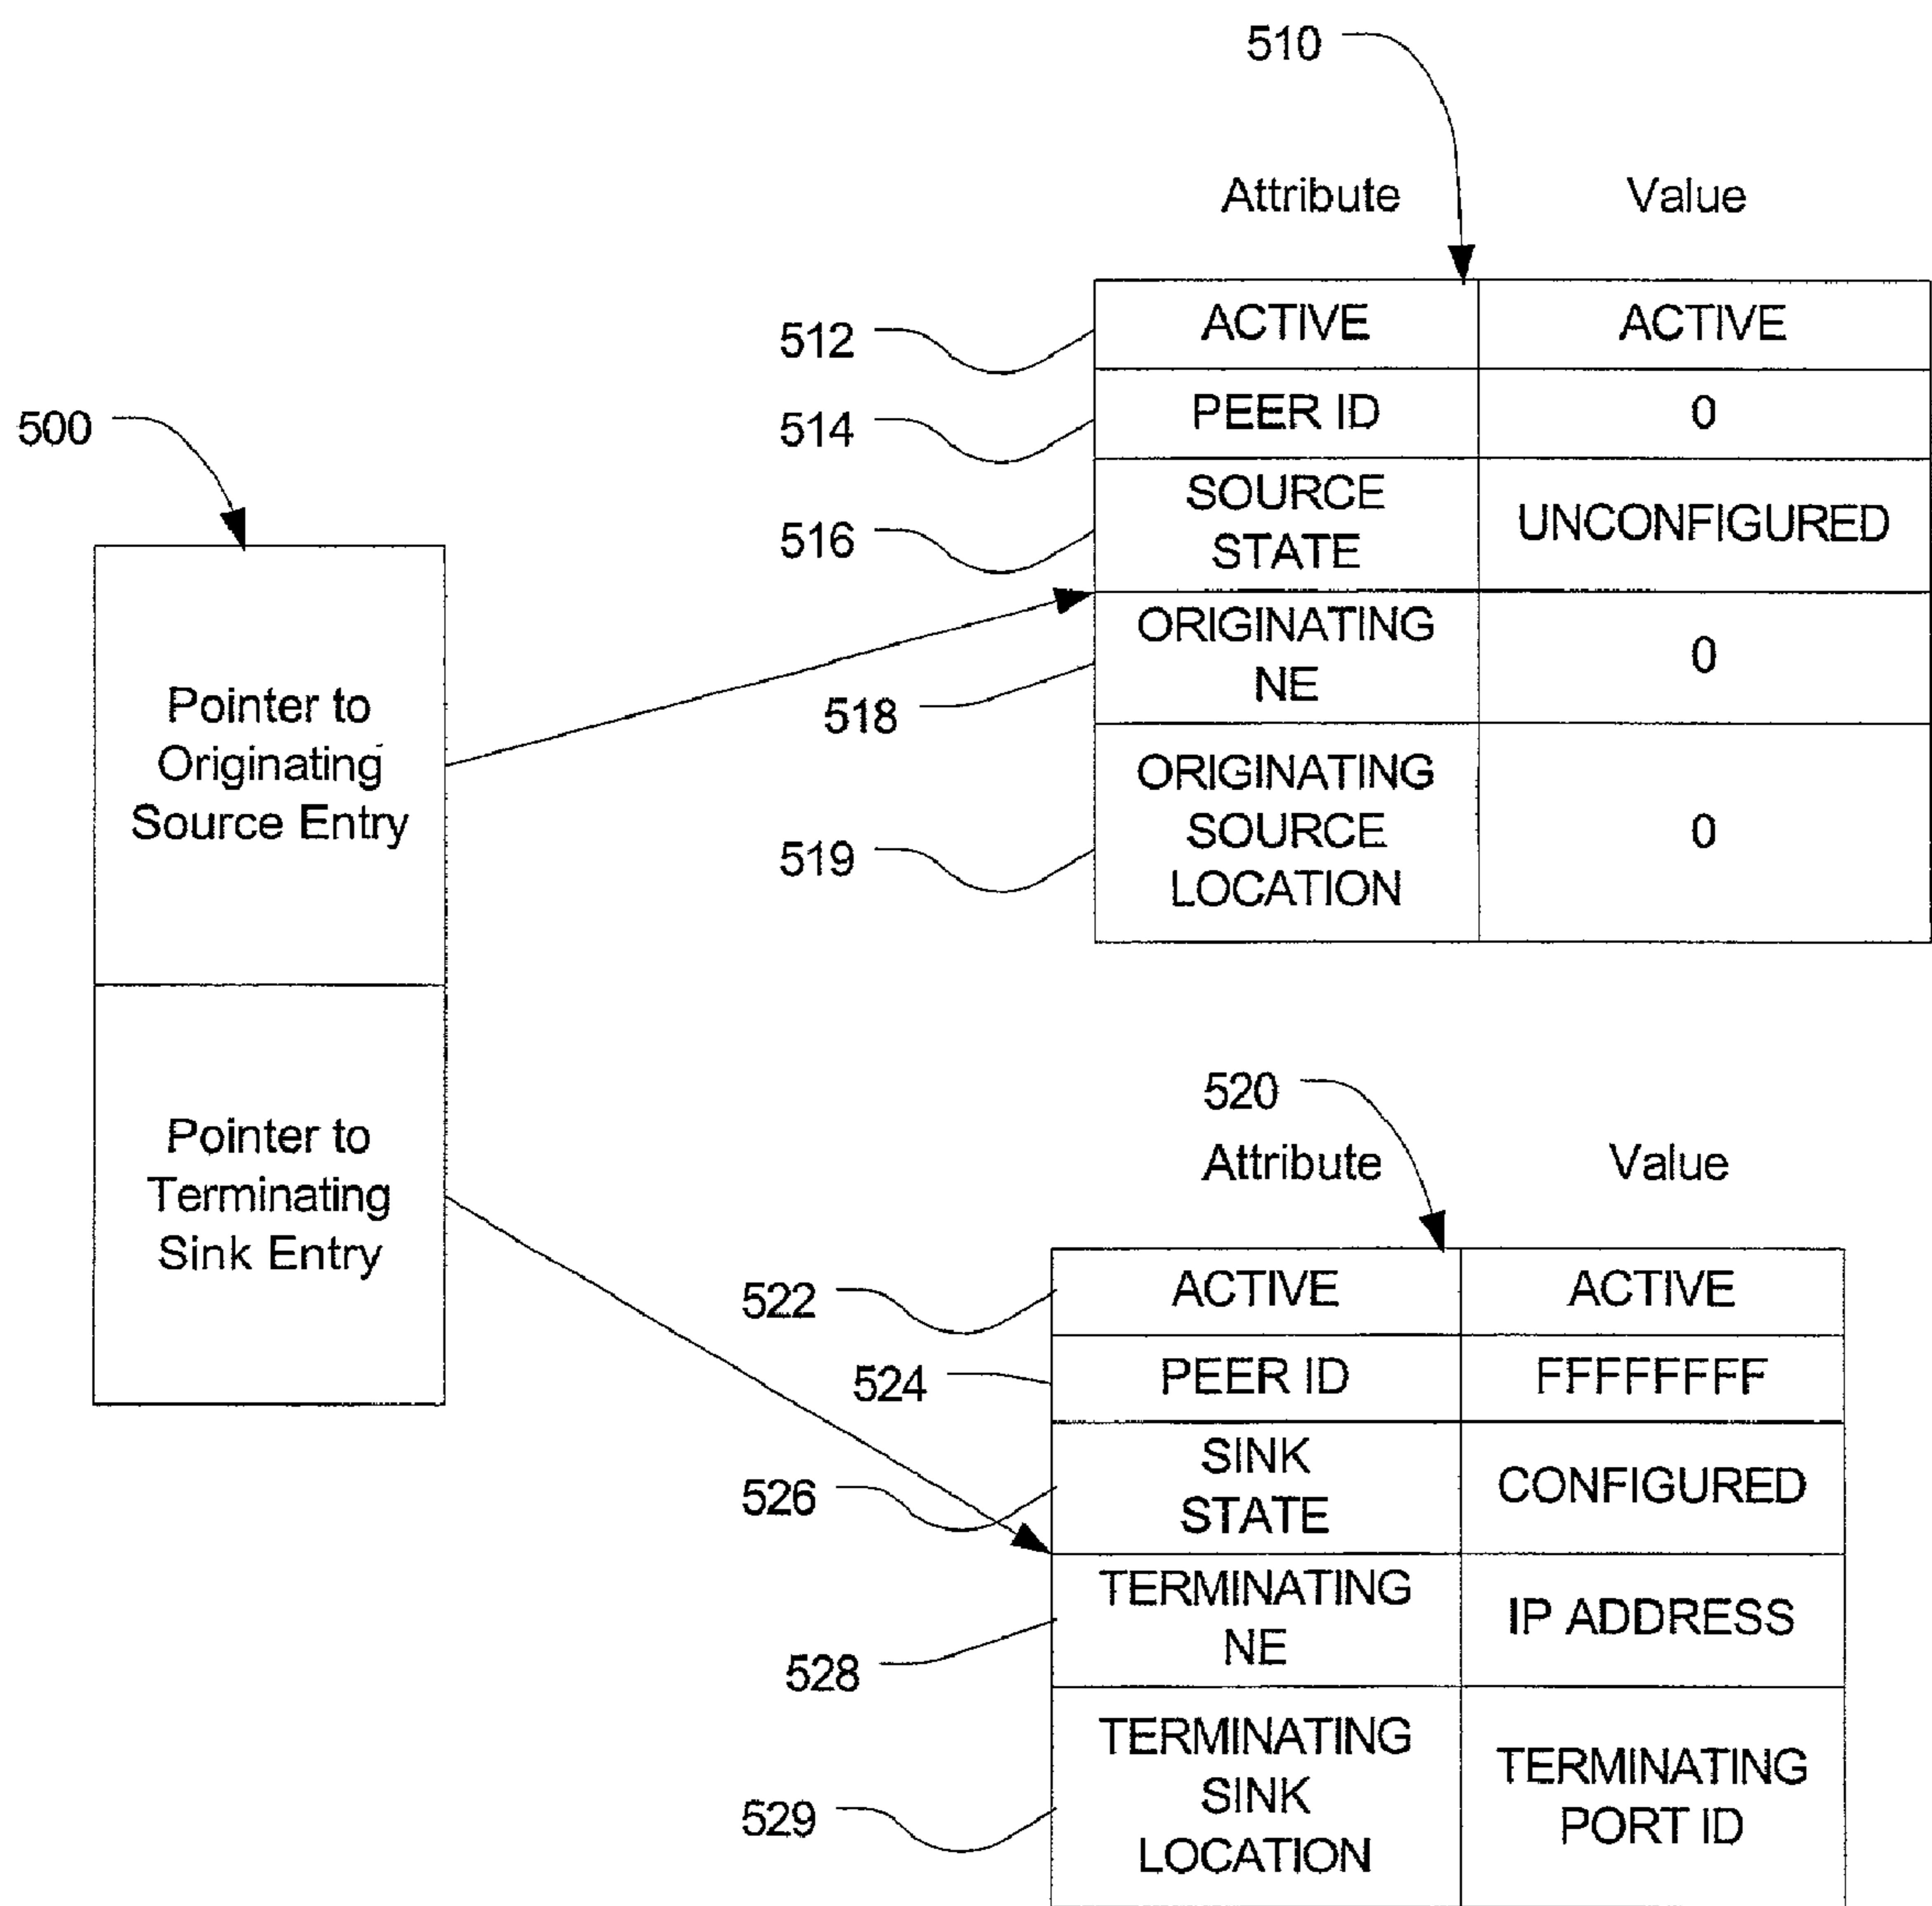 510
Attribute Value
512 ACTIVE ACTIVE
514 PEER ID 0
500
516 SOURCE
STATE UNCONFIGURED
518 ORIGINATING
NE 0
519 ORIGINATING
SOURCE
LOCATION 0
Pointer to
Originating
Source Entry
Pointer to
Terminating
Sink Entry
520
Attribute Value
522 ACTIVE ACTIVE
524 PEER ID FFFFFFFF
526 SINK
STATE CONFIGURED
528 TERMINATING
NE IP ADDRESS
529 TERMINATING
SINK
LOCATION
TERMINATING
PORT ID